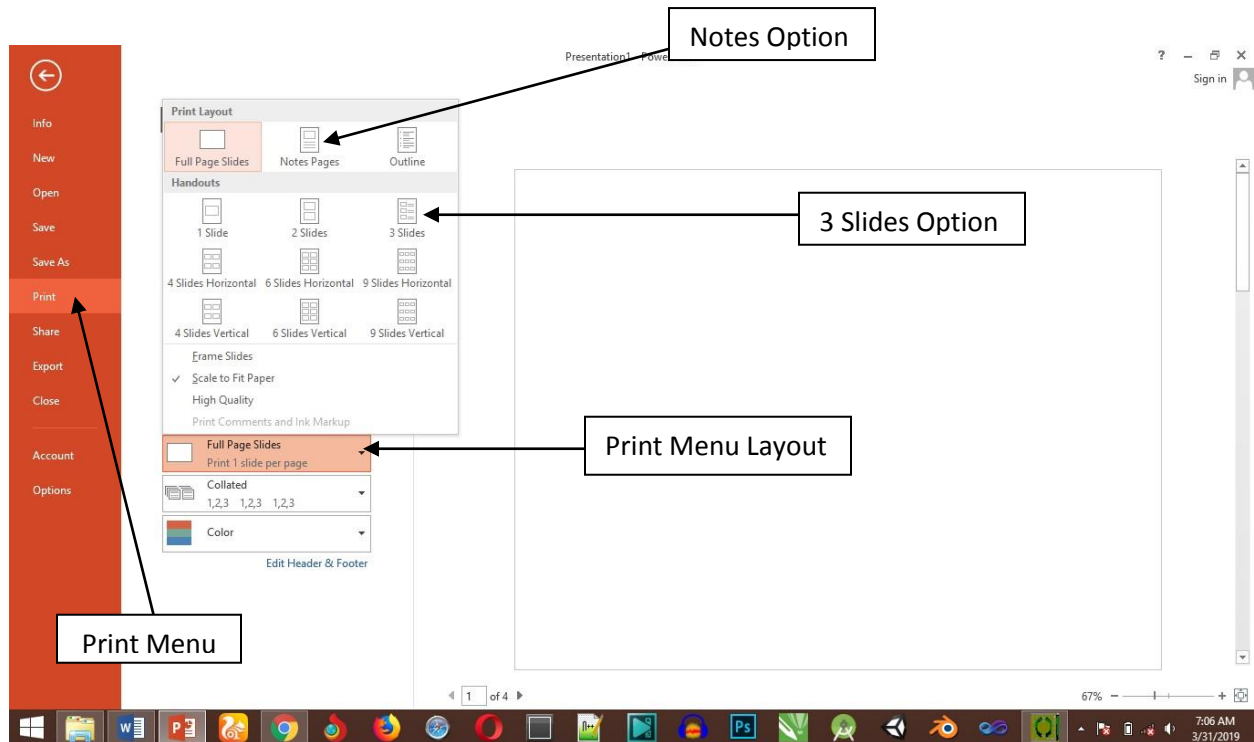 Notes Option
Presentation1 - Powe
? 
Sign in
Info
New
Open
Save
Save As
Print
Share
Export
Close
Account
Options
Print Layout
Full Page Slides Notes Pages Outline
Handouts
1 Slide 2 Slides 3 Slides
4 Slides Horizontal 6 Slides Horizontal 9 Slides Horizontal
4 Slides Vertical 6 Slides Vertical 9 Slides Vertical
Frame Slides
Scale to Fit Paper
High Quality
Print Comments and Ink Markup
Full Page Slides
Print 1 slide per page
Collated
1,2,3 1,2,3 1,2,3
Color
Edit Header & Footer
3 Slides Option
Print Menu Layout
Print Menu
1 of 4
67%
W P Ps
7:06 AM
3/31/2019